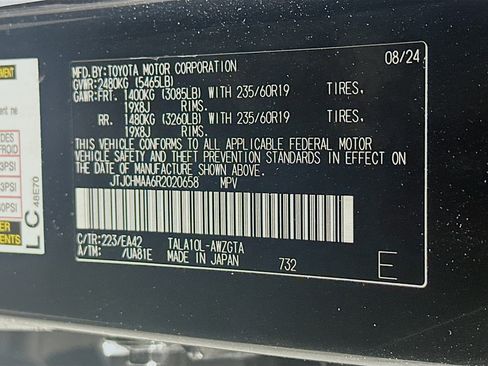 08/24
MFD.BY:TOYOTA MOTOR CORPORATION
GVWR:2480KG (5465LB)
GAWR:FRT. 1400KG (3085LB) WITH 235/60R19 TIRES,
19X8J RIMS.
RR. 1480KG (3260LB) WITH 235/60R19 TIRES,
19X8J RIMS.
THIS VEHICLE CONFORMS TO ALL APPLICABLE FEDERAL MOTOR
VEHICLE SAFETY AND THEFT PREVENTION STANDARDS IN EFFECT ON
THE DATE OF MANUFACTURE SHOWN ABOVE.
JTJCHMAA6R2020658 MPV
C/TR:223/EA42 TALA10L-AWZGTA
A/TM: /UA81E MADE IN JAPAN 732
E
LC
48E70